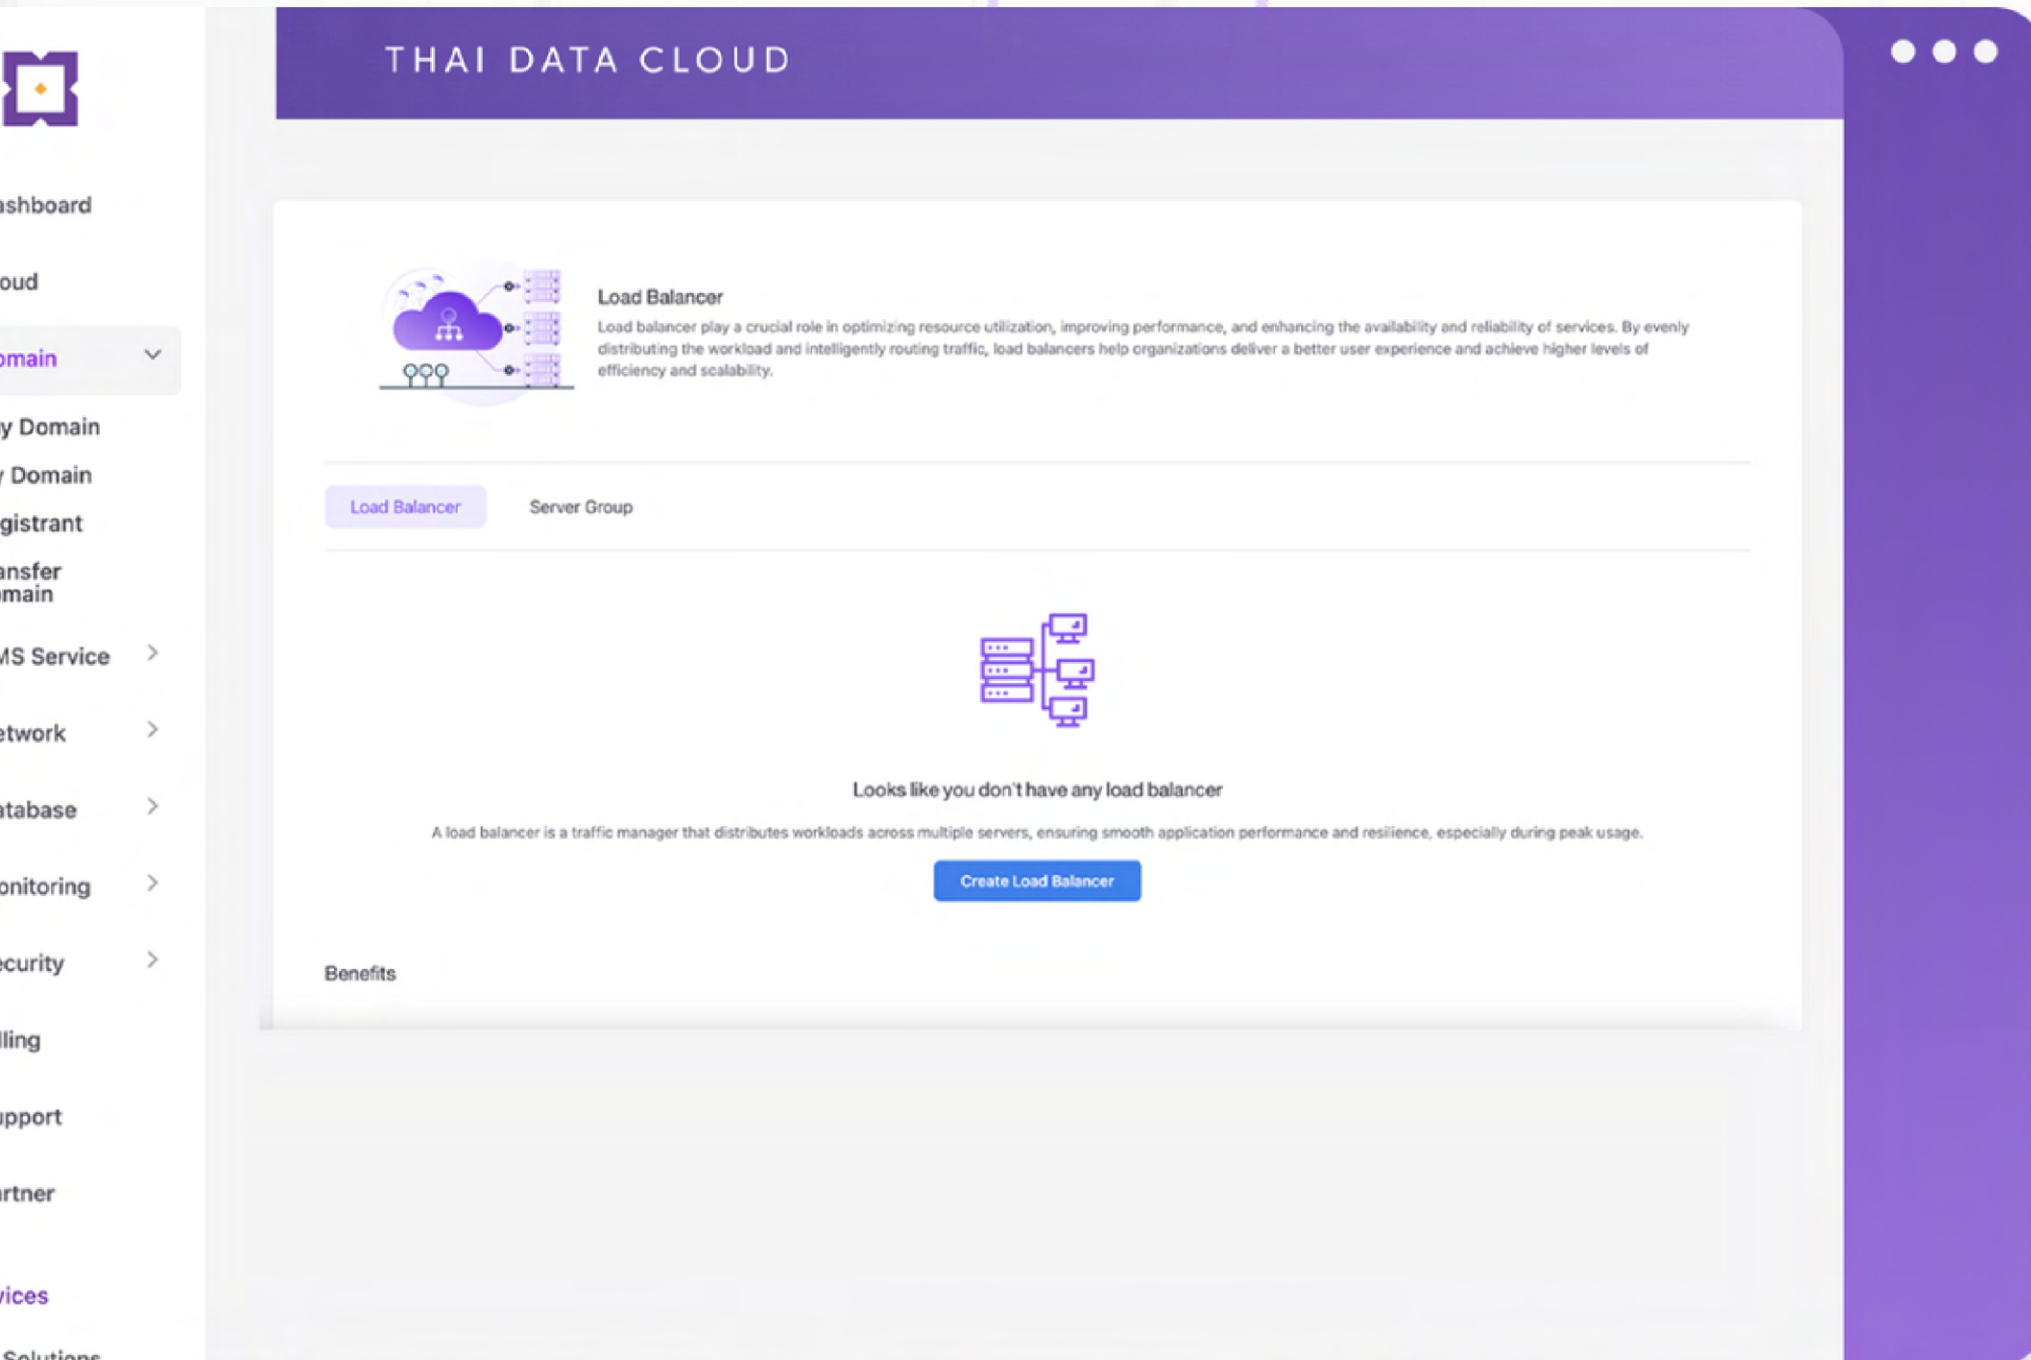 THAI DATA CLOUD
ashboard
oud
omain
y Domain
y Domain
gistrant
ansfer
main
MS Service
etwork
atabase
onitoring
ecurity
lling
upport
artner
vices
Solutions
Load Balancer
Load balancer play a crucial role in optimizing resource utilization, improving performance, and enhancing the availability and reliability of services. By evenly
distributing the workload and intelligently routing traffic, load balancers help organizations deliver a better user experience and achieve higher levels of
efficiency and scalability.
Load Balancer
Server Group
Looks like you don't have any load balancer
A load balancer is a traffic manager that distributes workloads across multiple servers, ensuring smooth application performance and resilience, especially during peak usage.
Create Load Balancer
Benefits